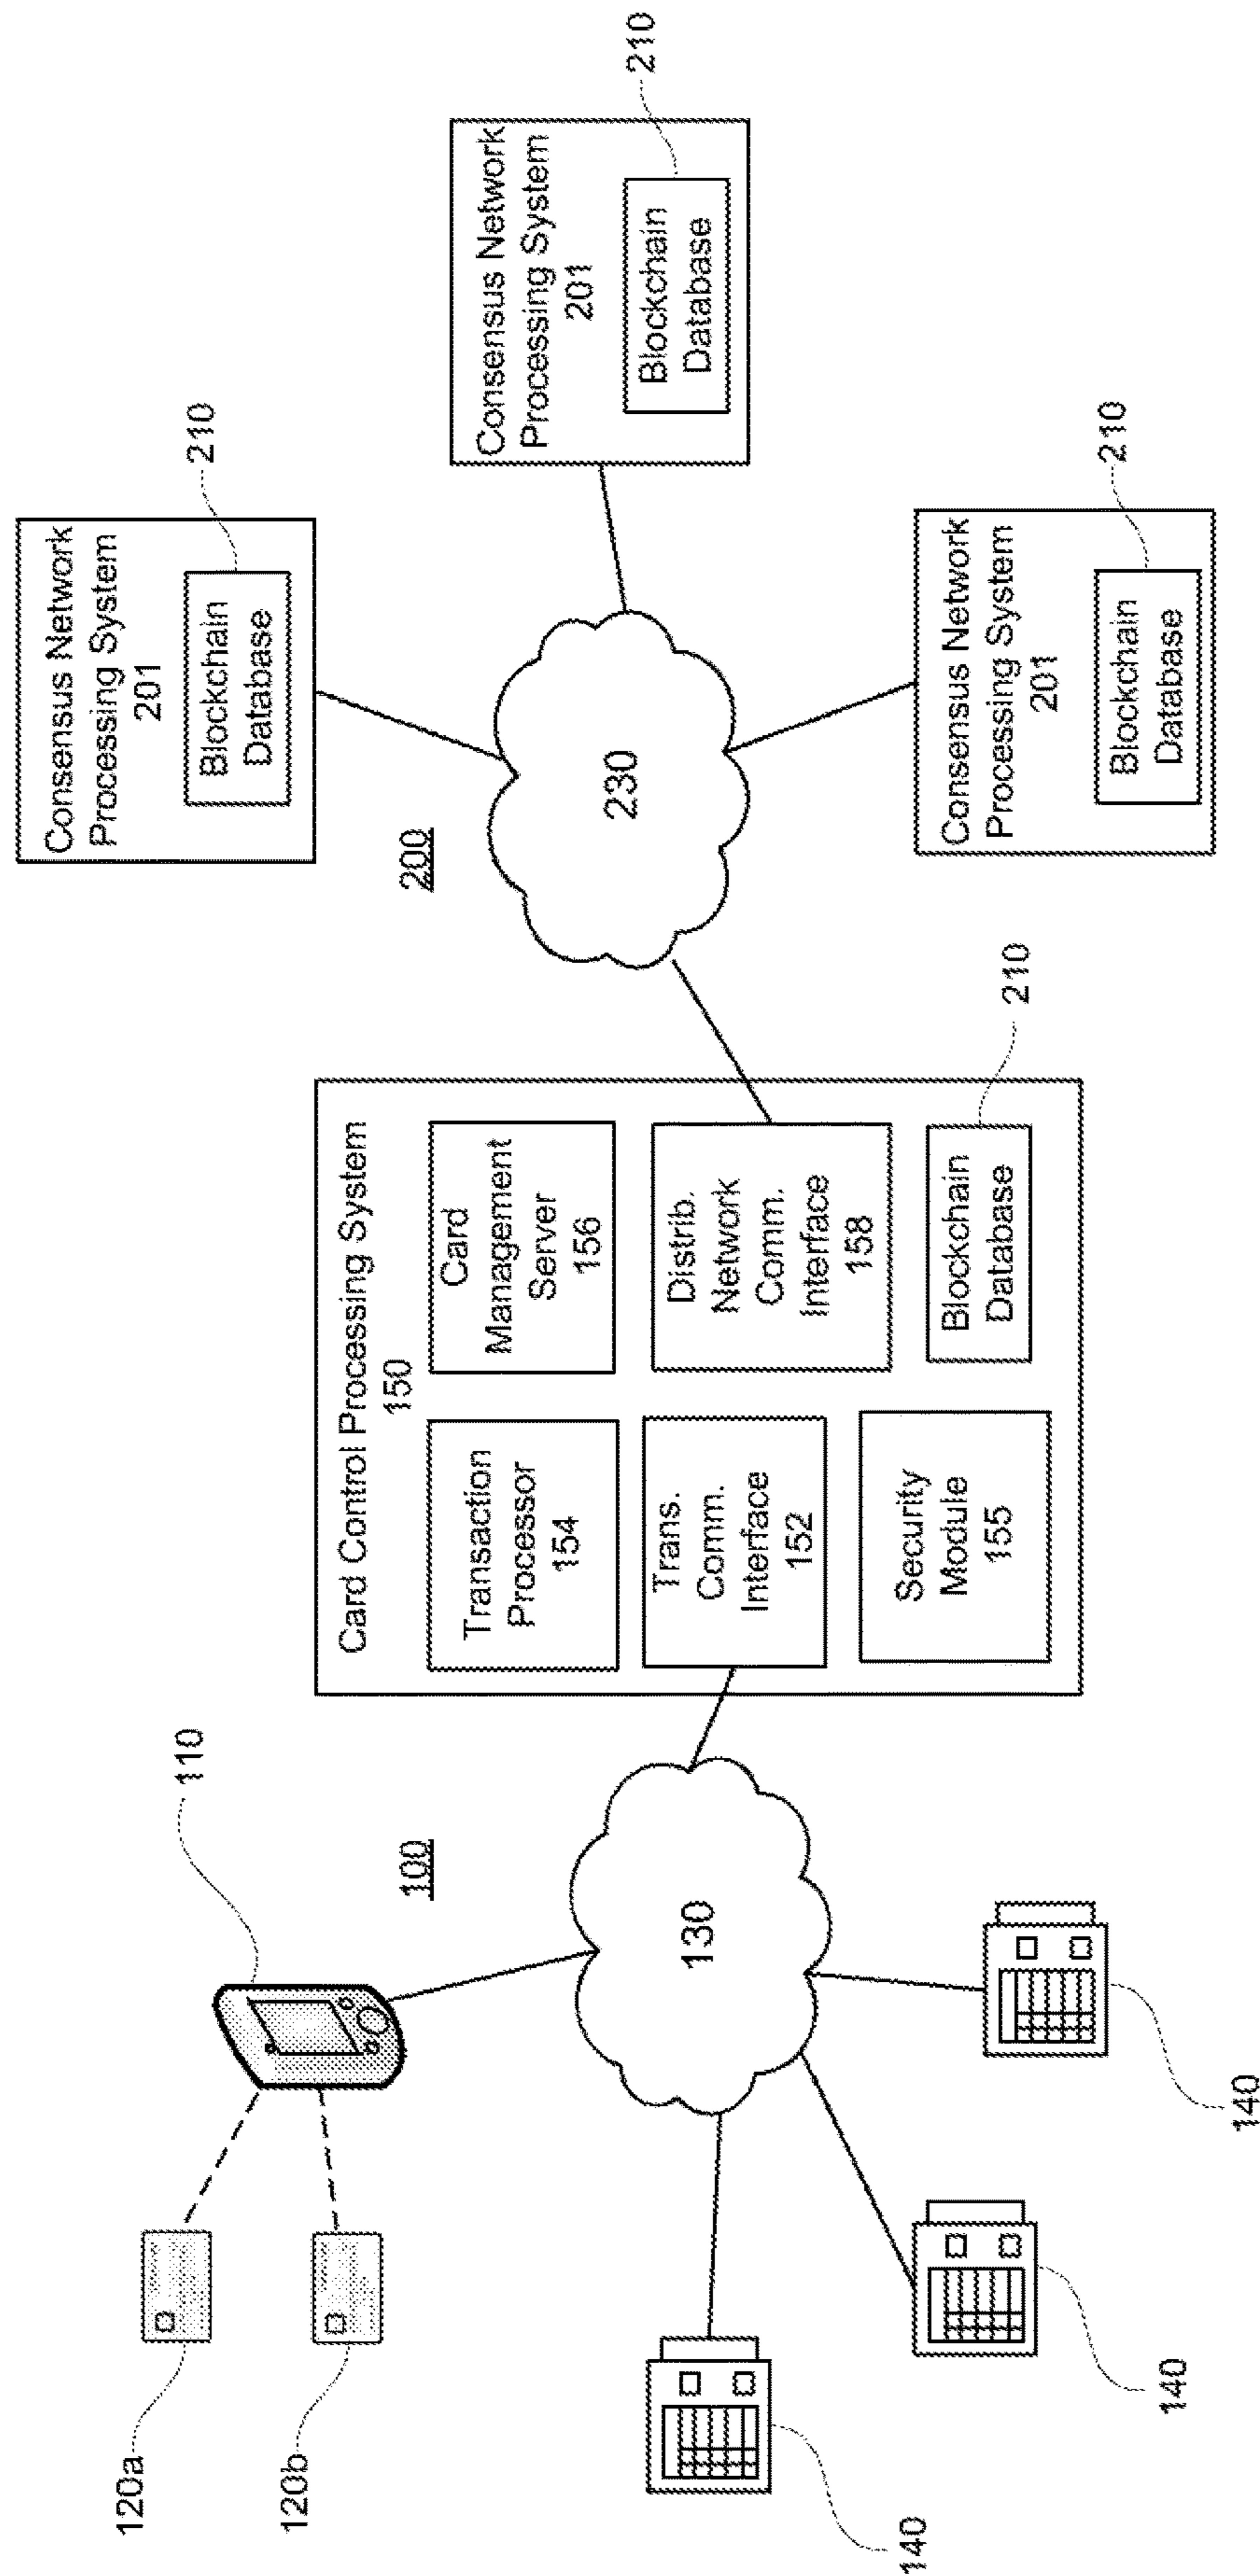 120a
120b
110
100
130
140
140
140
Card Control Processing System
150
Transaction
Processor
154
Card
Management
Server
156
Trans.
Comm.
Interface
152
Distrib.
Network
Comm.
Interface
158
Security
Module
155
Blockchain
Database
210
200
230
Consensus Network
Processing System
201
Blockchain
Database
210
Consensus Network
Processing System
201
Blockchain
Database
210
Consensus Network
Processing System
201
Blockchain
Database
210